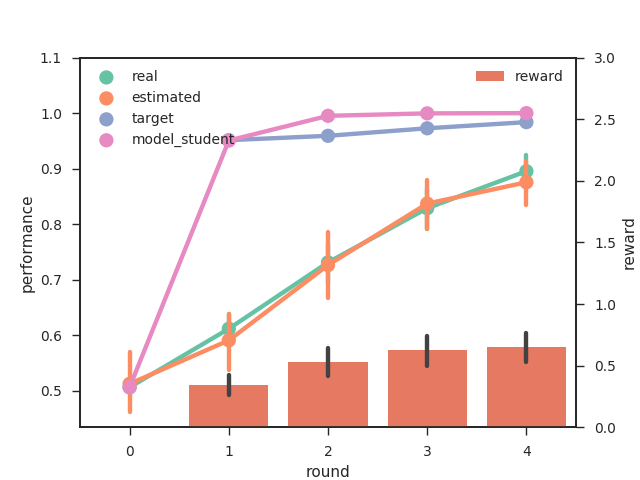 real
estimated
target
model_student
reward
1.1
1.0
0.9
0.8
0.7
0.6
0.5
performance
3.0
2.5
2.0
1.5
1.0
0.5
0.0
reward
0 1 2 3 4
round